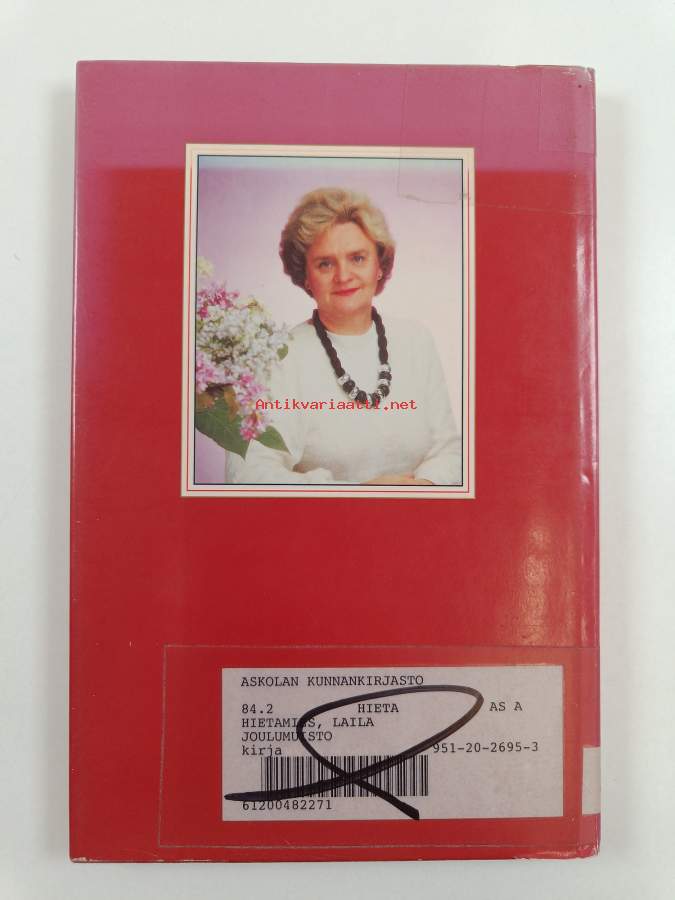 Antikvariaatti.net
ASKOLAN KUNNANKIRJASTO
84.2 HIETA AS A
HIETAMIES, LAILA
JOULUMUISTO
kirja 951-20-2695-3
61200482271